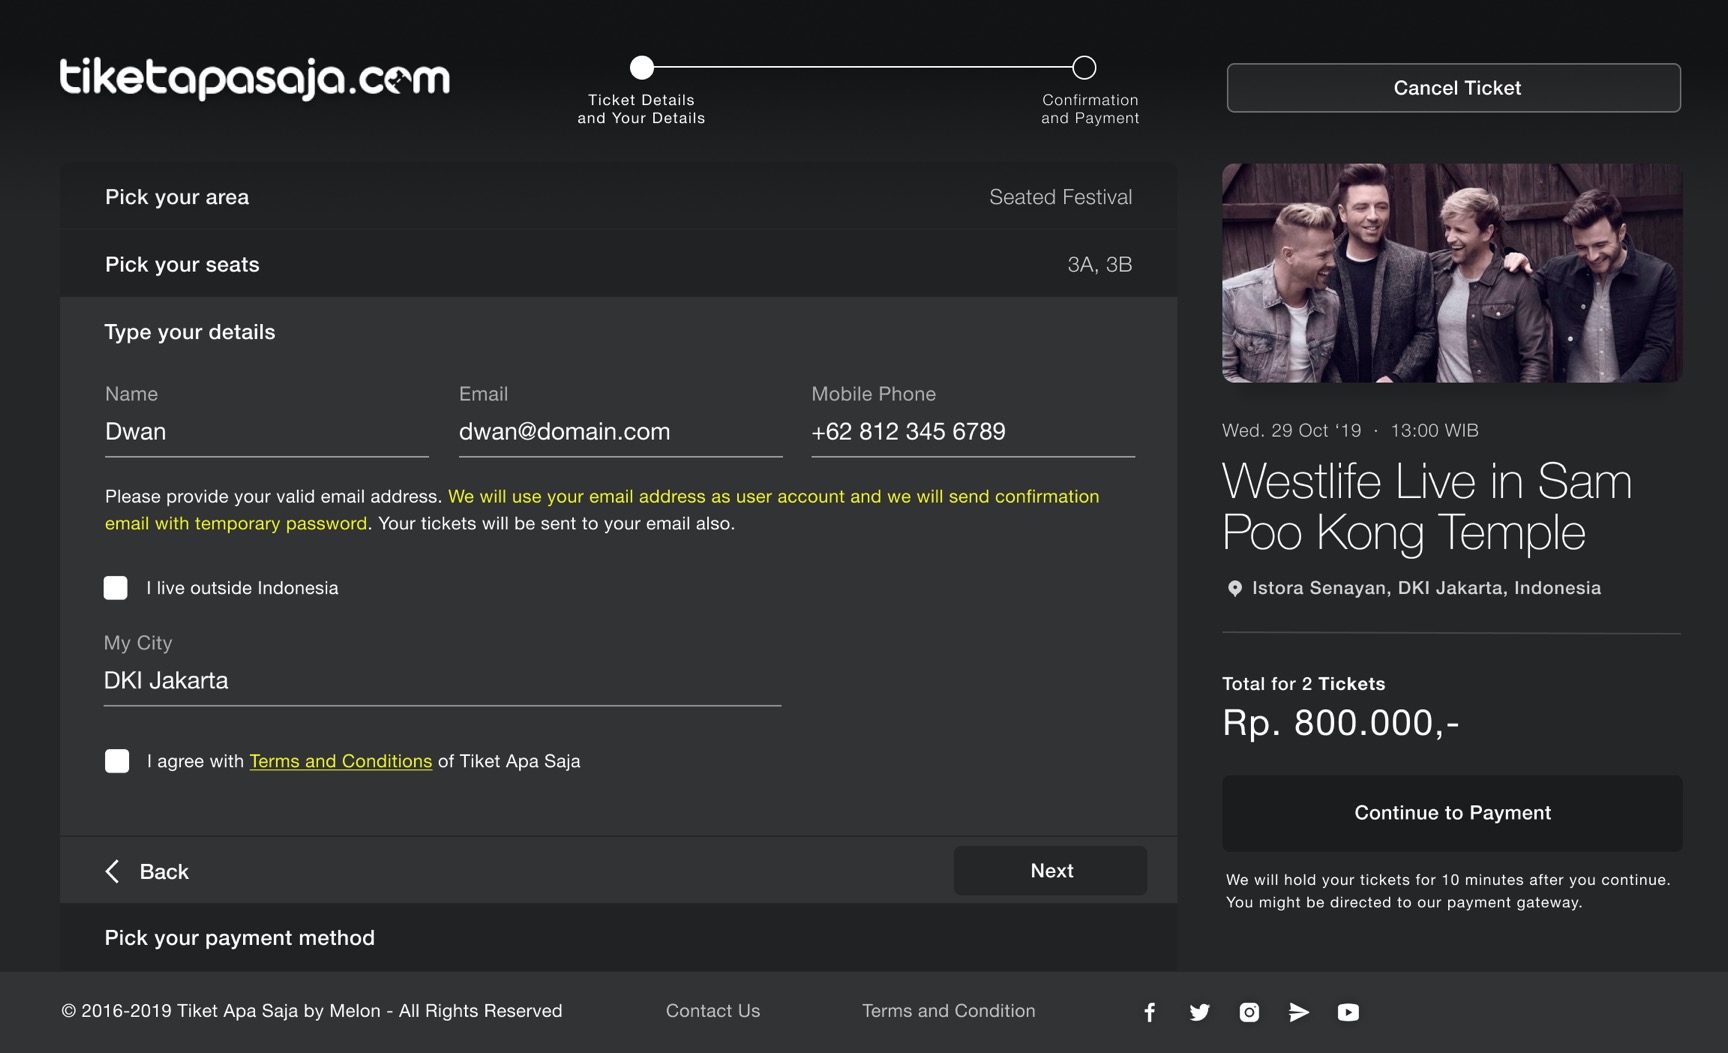 tiketapasaja.com
Ticket Details
and Your Details
Confirmation
and Payment
Cancel Ticket
Pick your area
Seated Festival
Pick your seats
3A, 3B
Type your details
Name
Dwan
Email
dwan@domain.com
Mobile Phone
+62 812 345 6789
Please provide your valid email address. We will use your email address as user account and we will send confirmation
email with temporary password. Your tickets will be sent to your email also.
I live outside Indonesia
My City
DKI Jakarta
I agree with Terms and Conditions of Tiket Apa Saja
Back
Next
Pick your payment method
Wed. 29 Oct ‘19 · 13:00 WIB
Westlife Live in Sam
Poo Kong Temple
Istora Senayan, DKI Jakarta, Indonesia
Total for 2 Tickets
Rp. 800.000,-
Continue to Payment
We will hold your tickets for 10 minutes after you continue.
You might be directed to our payment gateway.
© 2016-2019 Tiket Apa Saja by Melon - All Rights Reserved
Contact Us
Terms and Condition